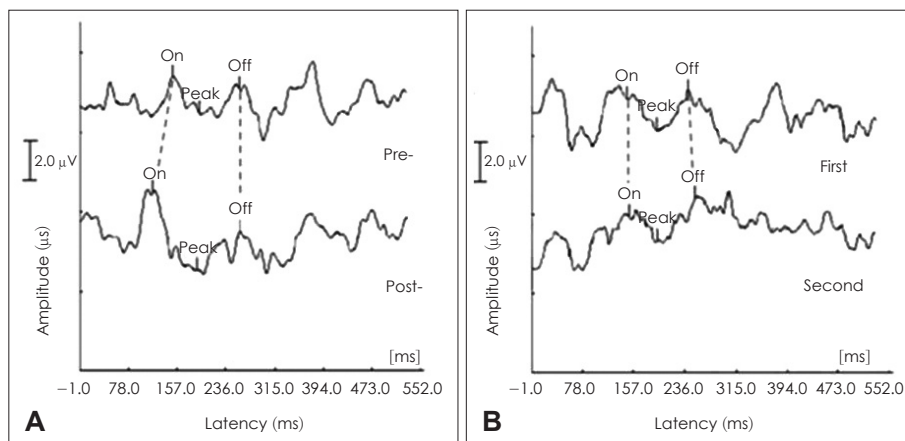 On
Off
Peak
2.0 μV
Pre-
On
Off
Peak
Post-
Amplitude (μs)
[ms]
−1.0 78.0 157.0 236.0 315.0 394.0 473.0 552.0
Latency (ms)
A
On
Off
Peak
2.0 μV
First
On
Off
Peak
Second
Amplitude (μs)
[ms]
−1.0 78.0 157.0 236.0 315.0 394.0 473.0 552.0
Latency (ms)
B